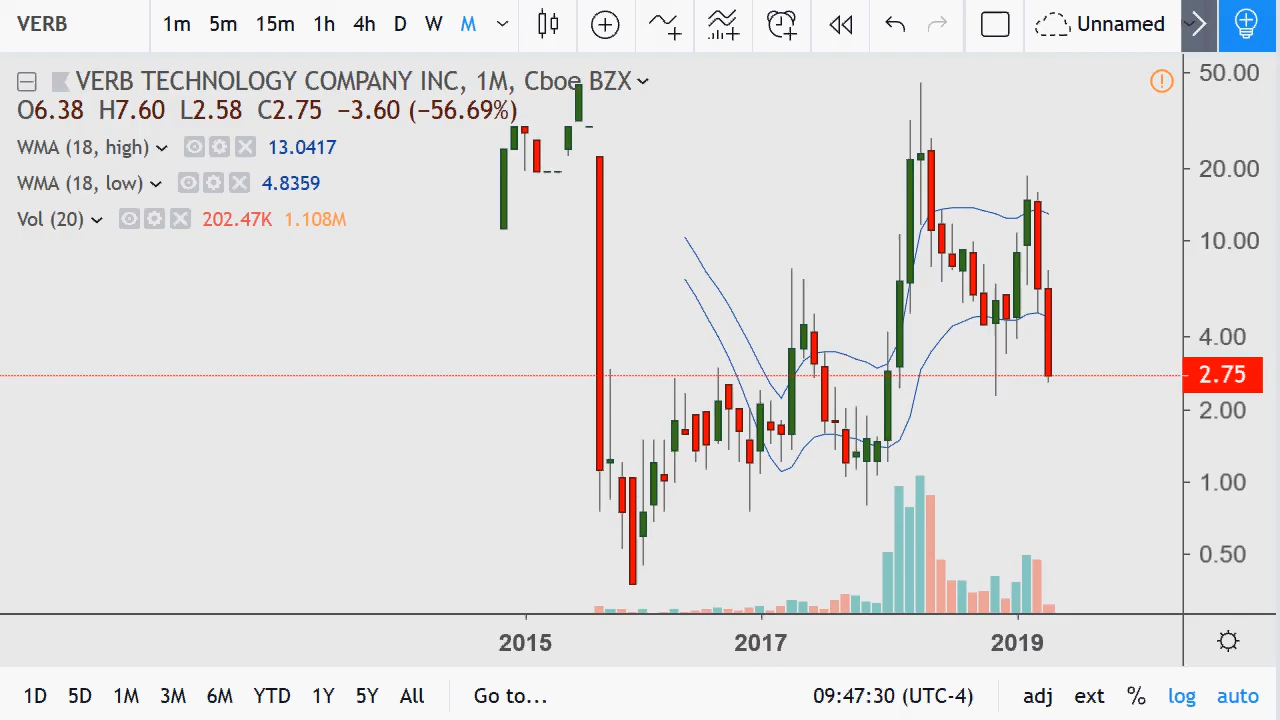 VERB 1m 5m 15m 1h 4h D W M Unnamed
VERB TECHNOLOGY COMPANY INC, 1M, Cboe BZX
O6.38 H7.60 L2.58 C2.75 −3.60 (−56.69%)
WMA (18, high) 13.0417
WMA (18, low) 4.8359
Vol (20) 202.47K 1.108M
50.00
20.00
10.00
4.00
2.75
2.00
1.00
0.50
2015 2017 2019
1D 5D 1M 3M 6M YTD 1Y 5Y All Go to... 09:47:30 (UTC-4) adj ext % log auto